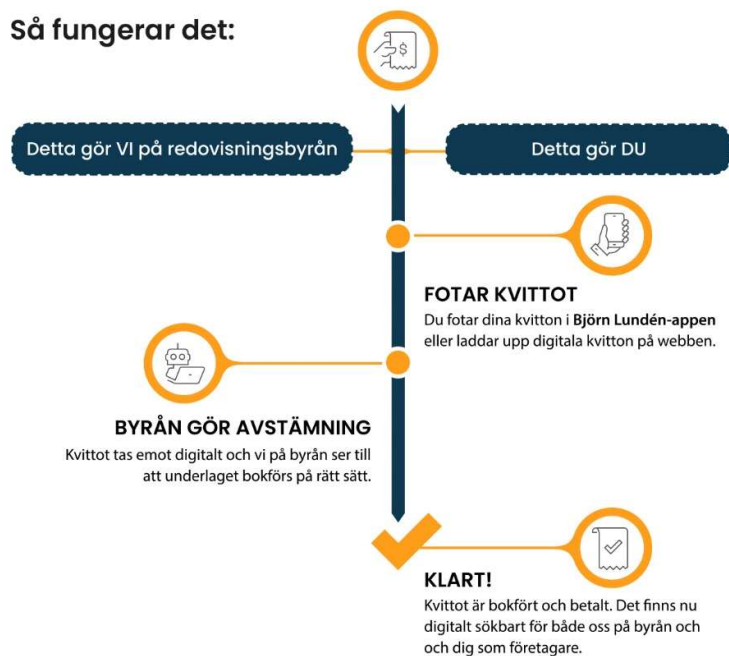 Så fungerar det:
$
Detta gör VI på redovisningsbyrån
Detta gör DU
FOTAR KVITTOT
Du fotar dina kvitton i Björn Lundén-appen
eller laddar upp digitala kvitton på webben.
BYRÅN GÖR AVSTÄMNING
Kvittot tas emot digitalt och vi på byrån ser till
att underlaget bokförs på rätt sätt.
KLART!
Kvittot är bokfört och betalt. Det finns nu
digitalt sökbart för både oss på byrån och
och dig som företagare.